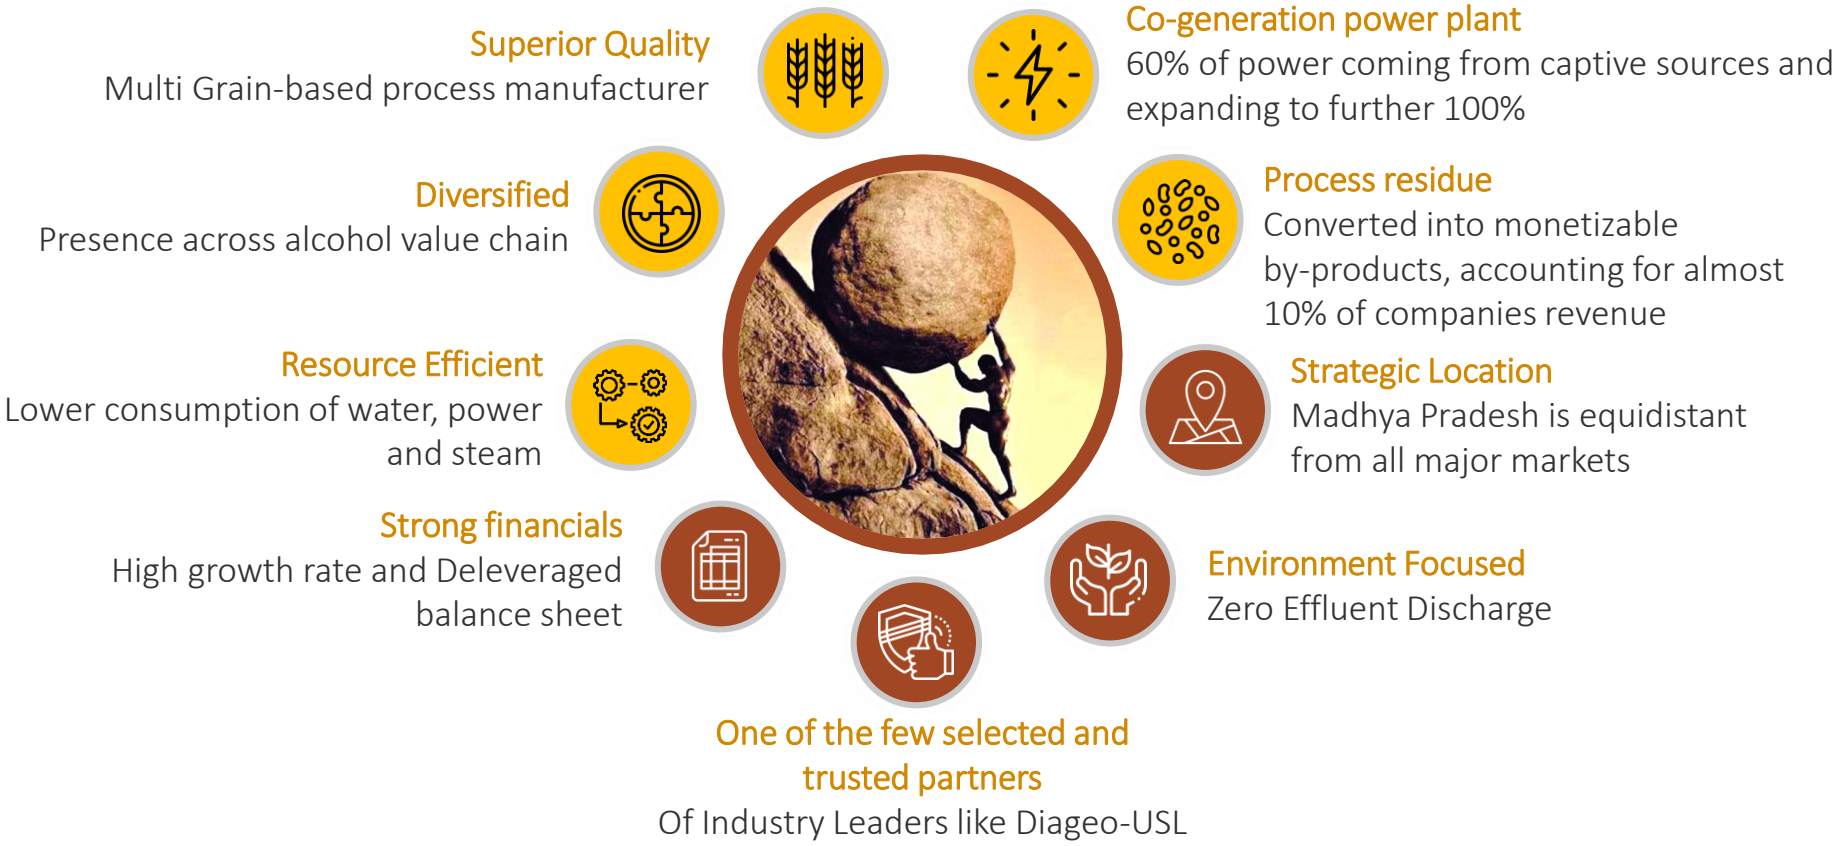 Superior Quality
Multi Grain-based process manufacturer
Diversified
Presence across alcohol value chain
Resource Efficient
Lower consumption of water, power
and steam
Strong financials
High growth rate and Deleveraged
balance sheet
One of the few selected and
trusted partners
Of Industry Leaders like Diageo-USL
Co-generation power plant
60% of power coming from captive sources and
expanding to further 100%
Process residue
Converted into monetizable
by-products, accounting for almost
10% of companies revenue
Strategic Location
Madhya Pradesh is equidistant
from all major markets
Environment Focused
Zero Effluent Discharge